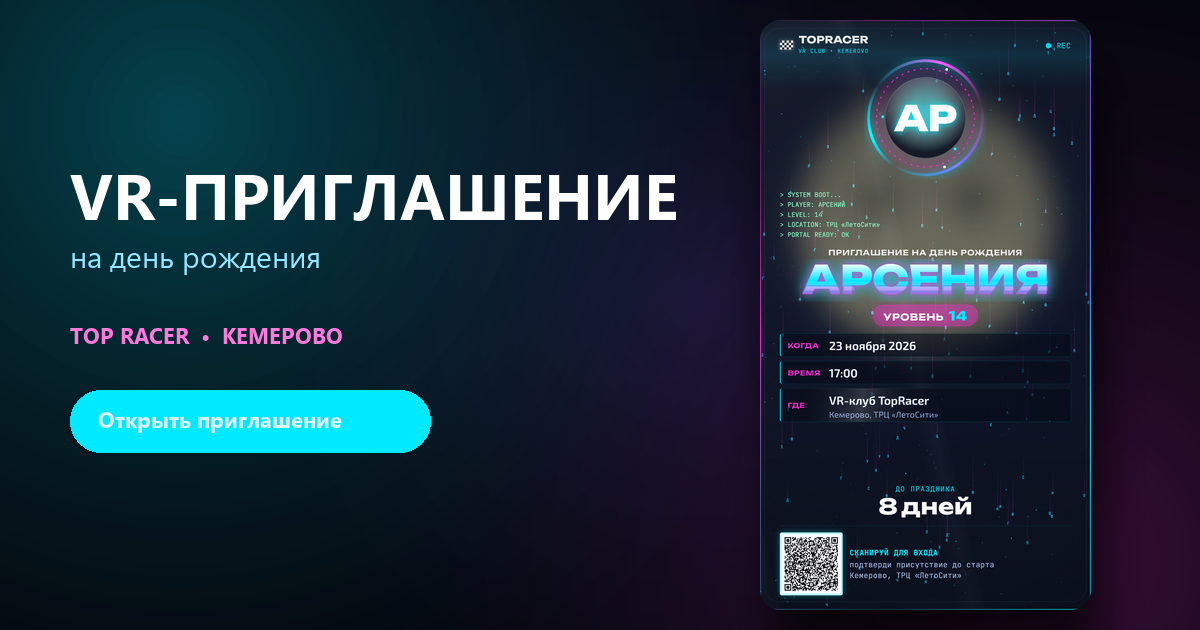 VR-ПРИГЛАШЕНИЕ
на день рождения
TOP RACER • КЕМЕРОВО
Открыть приглашение
TOPRACER
VR CLUB • KEMEROVO
REC
АР
> SYSTEM BOOT...
> PLAYER: АРСЕНИЙ
> LEVEL: 14
> LOCATION: ТРЦ «ЛетоСити»
> PORTAL READY: OK
ПРИГЛАШЕНИЕ НА ДЕНЬ РОЖДЕНИЯ
АРСЕНИЯ
УРОВЕНЬ 14
КОГДА 23 ноября 2026
ВРЕМЯ 17:00
ГДЕ VR-клуб TopRacer
Кемерово, ТРЦ «ЛетоСити»
ДО ПРАЗДНИКА
8 дней
СКАНИРУЙ ДЛЯ ВХОДА
подтверди присутствие до старта
Кемерово, ТРЦ «ЛетоСити»